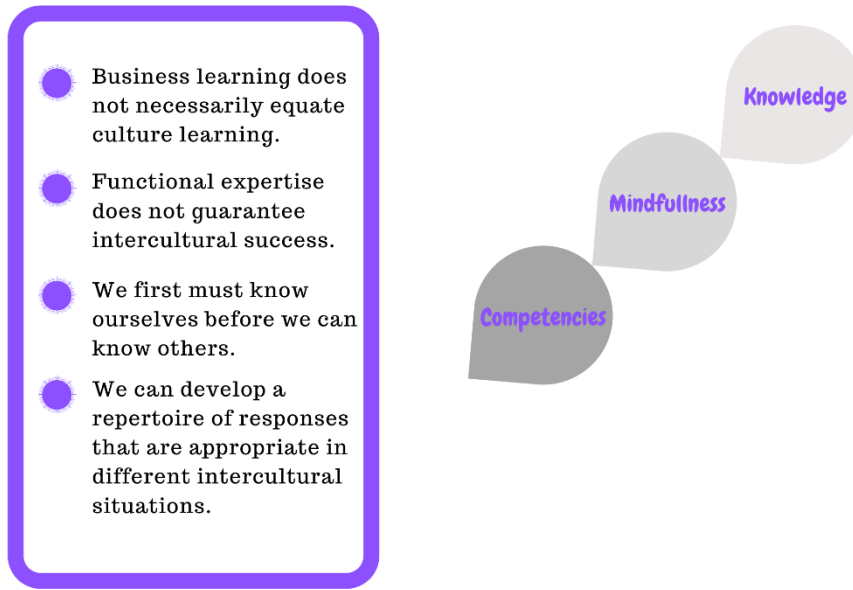 Business learning does
not necessarily equate
culture learning.
Functional expertise
does not guarantee
intercultural success.
We first must know
ourselves before we can
know others.
We can develop a
repertoire of responses
that are appropriate in
different intercultural
situations.
Knowledge
Mindfullness
Competencies